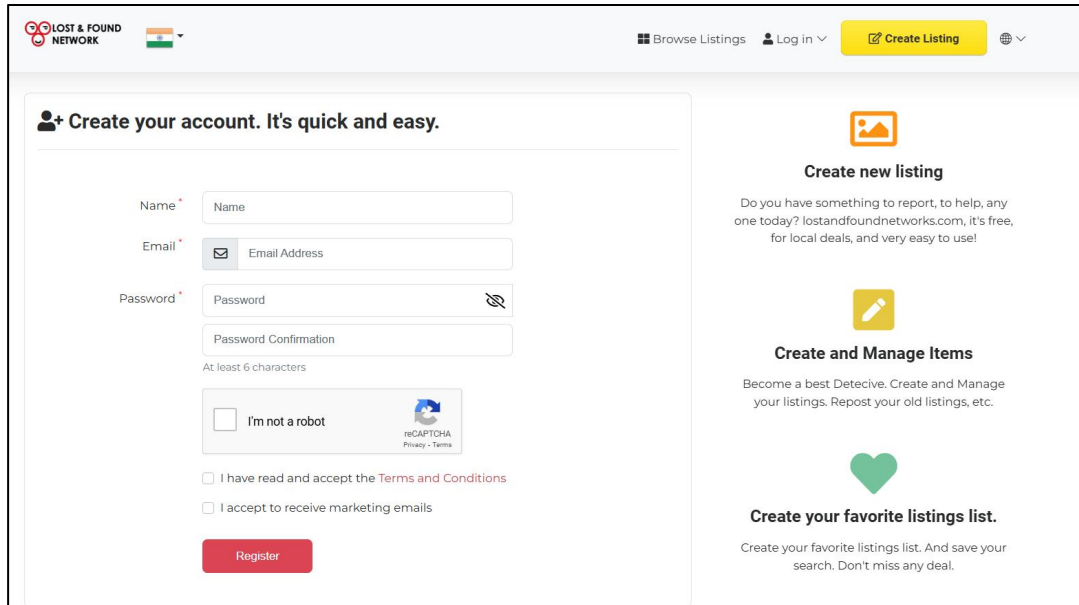 LOST & FOUND
NETWORK
Browse Listings
Log in
Create Listing
Create your account. It's quick and easy.
Name *
Name
Email *
Email Address
Password *
Password
Password Confirmation
At least 6 characters
I'm not a robot
reCAPTCHA
Privacy - Terms
I have read and accept the Terms and Conditions
I accept to receive marketing emails
Register
Create new listing
Do you have something to report, to help, any
one today? lostandfoundnetworks.com, it's free,
for local deals, and very easy to use!
Create and Manage Items
Become a best Detecive. Create and Manage
your listings. Repost your old listings, etc.
Create your favorite listings list.
Create your favorite listings list. And save your
search. Don't miss any deal.